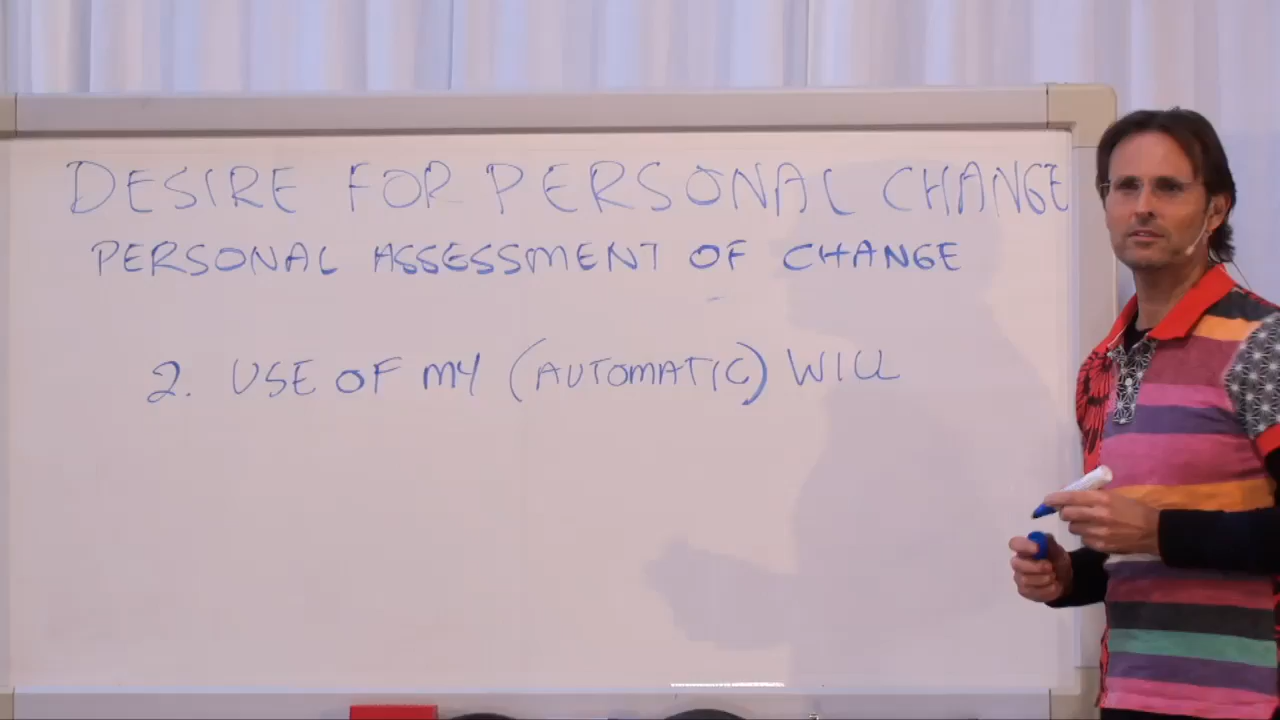 DESIRE FOR PERSONAL CHANGE
PERSONAL ASSESSMENT OF CHANGE
2. USE OF MY (AUTOMATIC) WILL